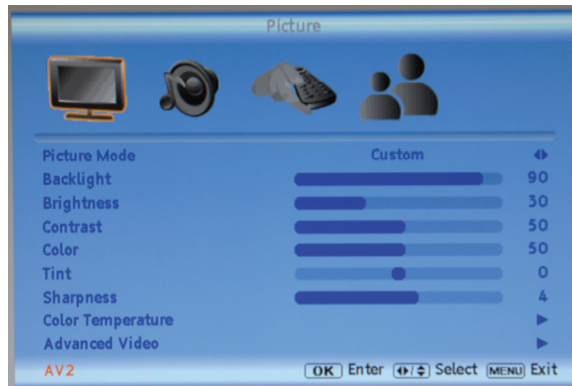 Picture
Picture Mode Custom
Backlight 90
Brightness 30
Contrast 50
Color 50
Tint 0
Sharpness 4
Color Temperature
Advanced Video
AV2 OK Enter Select MENU Exit